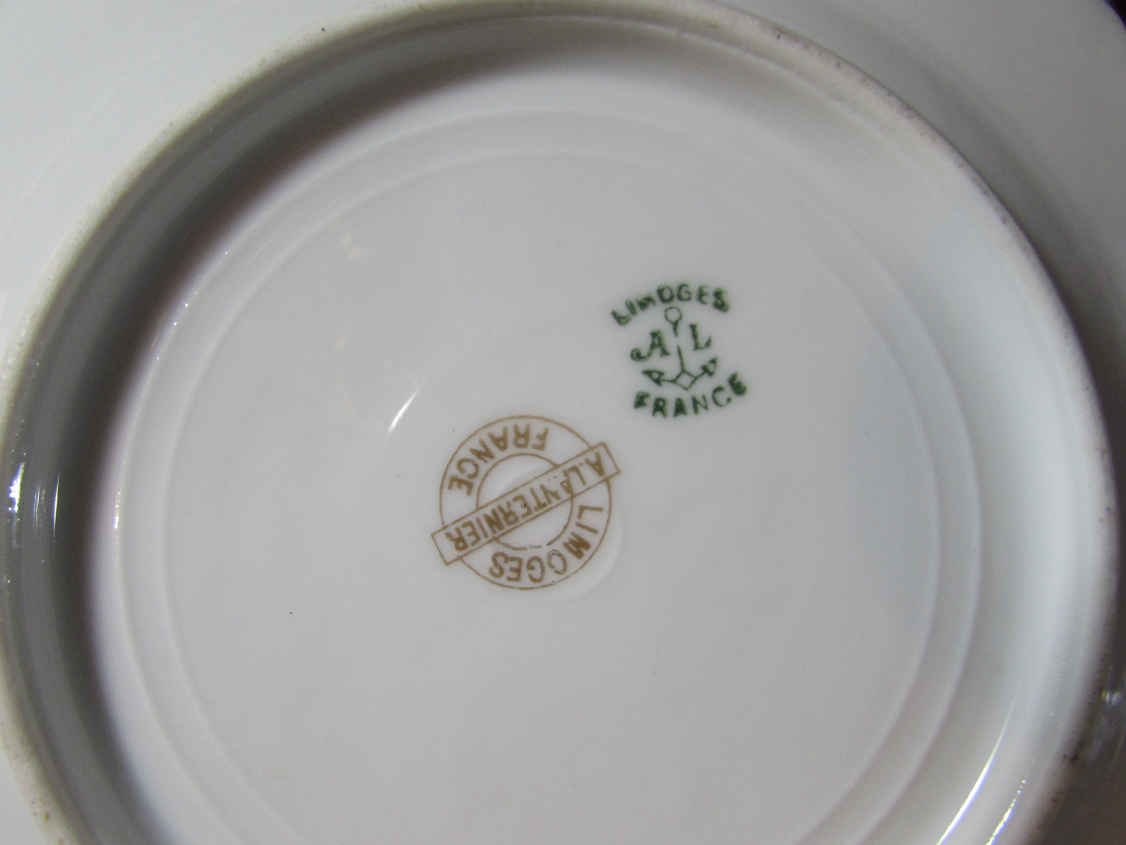 LIMOGES
A L
FRANCE
LIMOGES
A.LANTERNIER
FRANCE